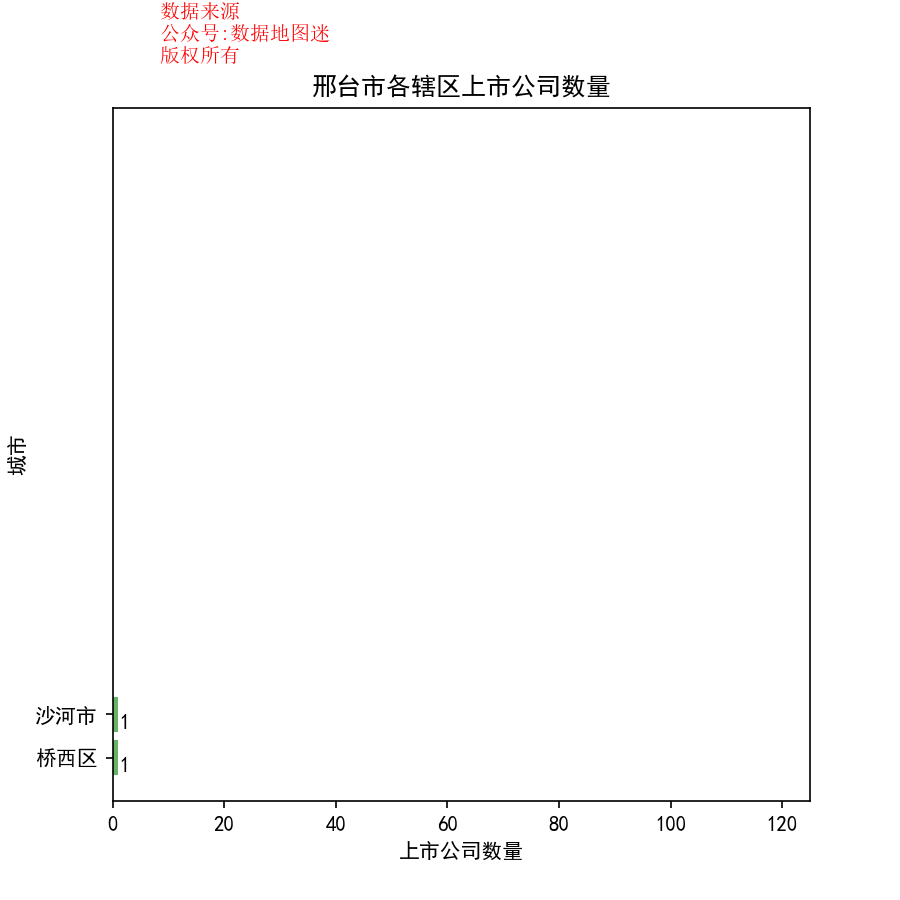 数据来源
公众号:数据地图迷
版权所有
邢台市各辖区上市公司数量
城市
沙河市
1
桥西区
1
0 20 40 60 80 100 120
上市公司数量